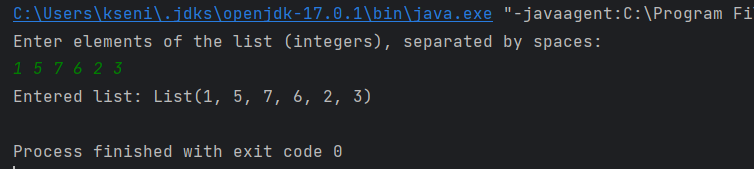 C:\Users\kseni\.jdks\openjdk-17.0.1\bin\java.exe "-javaagent:C:\Program Fi
Enter elements of the list (integers), separated by spaces:
1 5 7 6 2 3
Entered list: List(1, 5, 7, 6, 2, 3)
Process finished with exit code 0